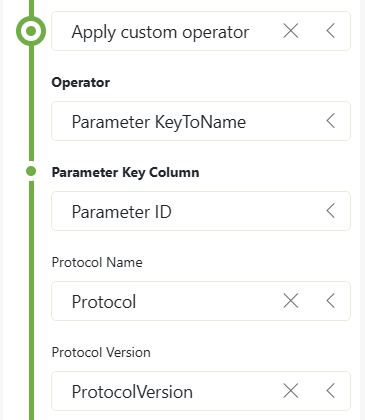 Apply custom operator
Operator
Parameter KeyToName
Parameter Key Column
Parameter ID
Protocol Name
Protocol
Protocol Version
ProtocolVersion